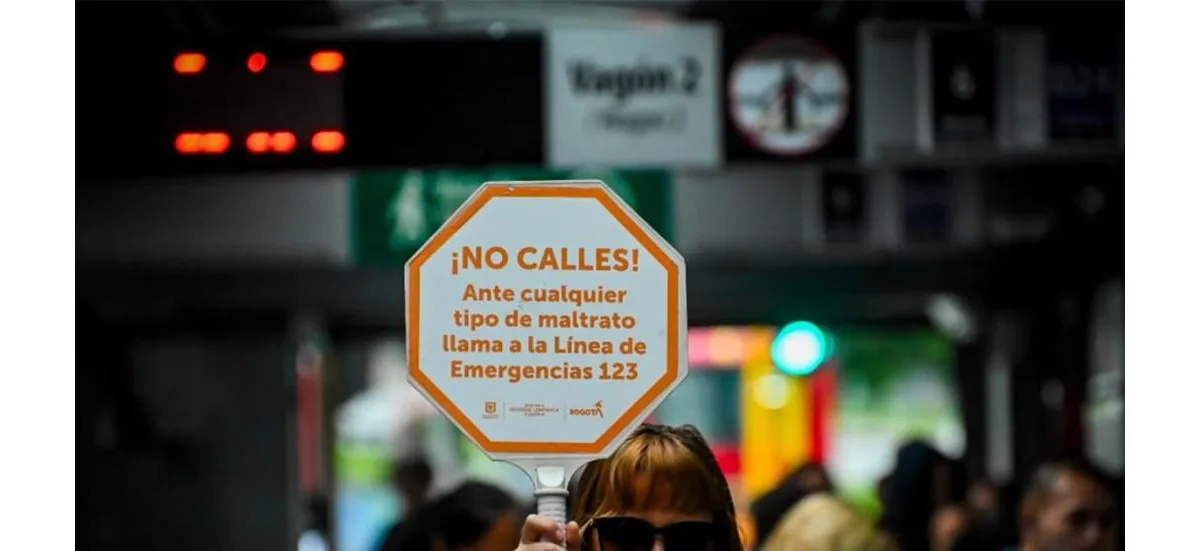 Vagón 2
¡NO CALLES!
Ante cualquier
tipo de maltrato
llama a la Línea de
Emergencias 123
BOGOTÁ